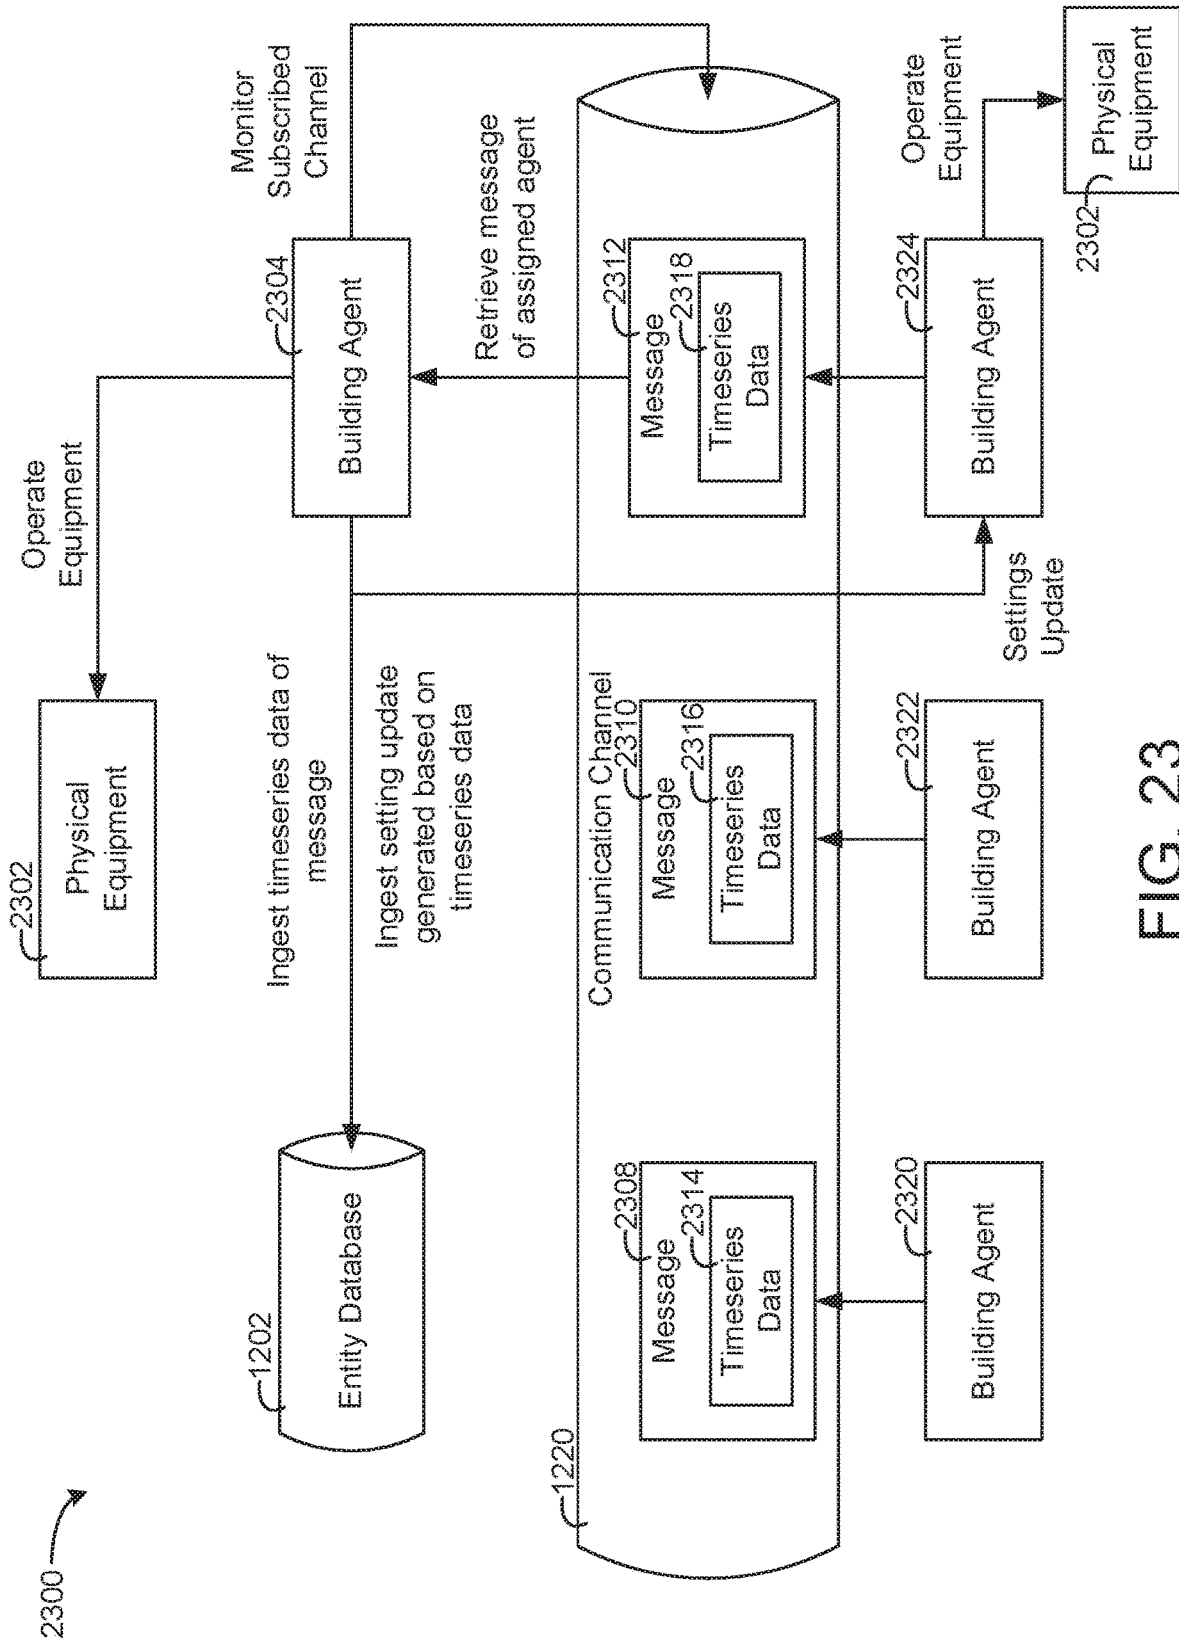 2300
2302
Physical
Equipment
Operate
Equipment
1202
Entity Database
Ingest timeseries data of
message
Ingest setting update
generated based on
timeseries data
2304
Building Agent
Monitor
Subscribed
Channel
Retrieve message
of assigned agent
1220
Communication Channel
2308
Message
2314
Timeseries
Data
2310
Message
2316
Timeseries
Data
2312
Message
2318
Timeseries
Data
2320
Building Agent
2322
Building Agent
Settings
Update
2324
Building Agent
Operate
Equipment
2302
Physical
Equipment
FIG. 23